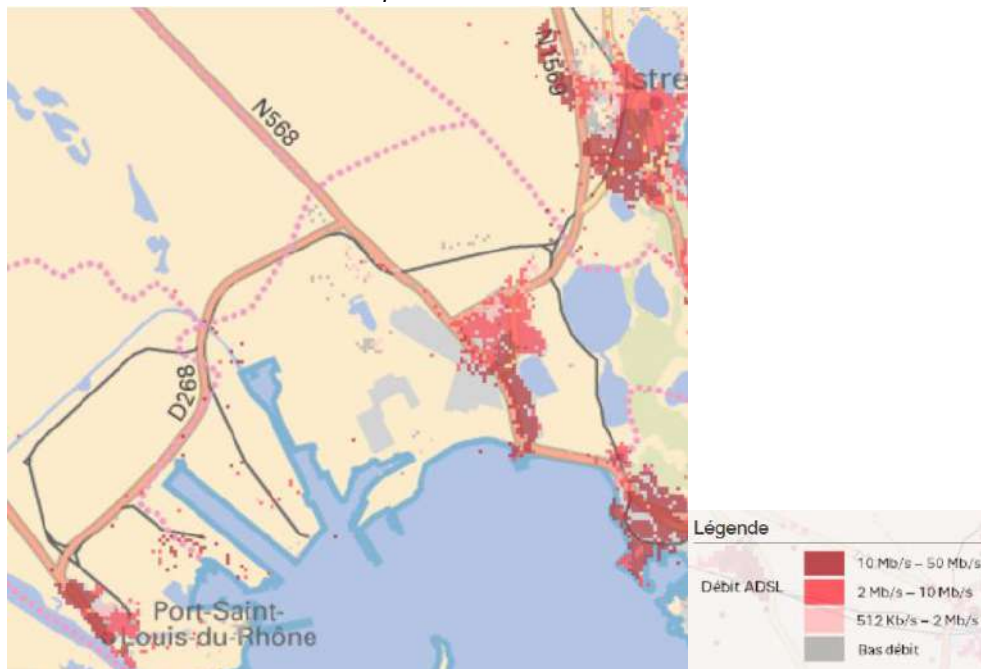 N1569
Istre
N568
D268
Port-Saint-
Louis-du-Rhône
Légende
Débit ADSL
10 Mb/s – 50 Mb/s
2 Mb/s – 10 Mb/s
512 Kb/s – 2 Mb/s
Bas débit